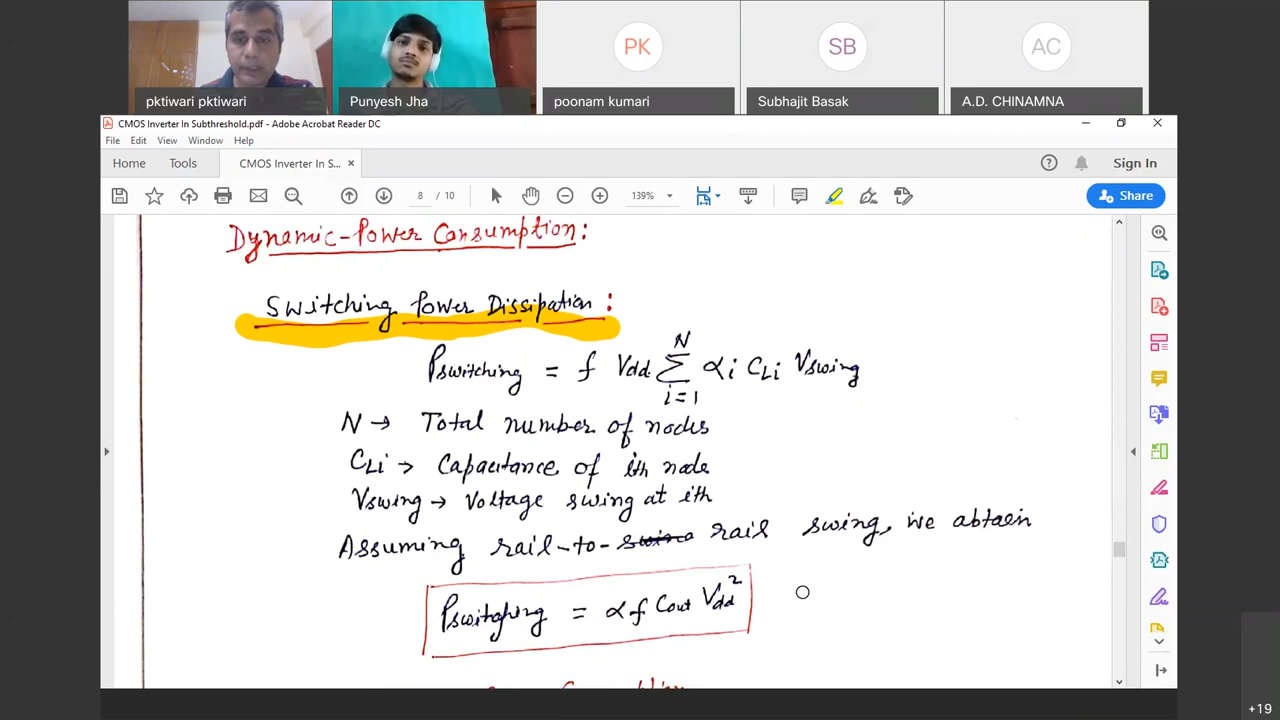 PK
SB
AC
pktiwari pktiwari
Punyesh Jha
poonam kumari
Subhajit Basak
A.D. CHINAMNA
CMOS Inverter In Subthreshold.pdf - Adobe Acrobat Reader DC
File Edit View Window Help
Home Tools CMOS Inverter In S... × Sign In
8 / 10 139% Share
Dynamic-Power Consumption:
Switching Power Dissipation:
Pswitching = f Vdd ∑ᵢ₌₁ᴺ αi CLi Vswing
N → Total number of nodes
CLi → Capacitance of ith node
Vswing → Voltage swing at ith
Assuming rail-to-swing rail swing, we obtain
Pswitching = α f Cout Vdd²
+19